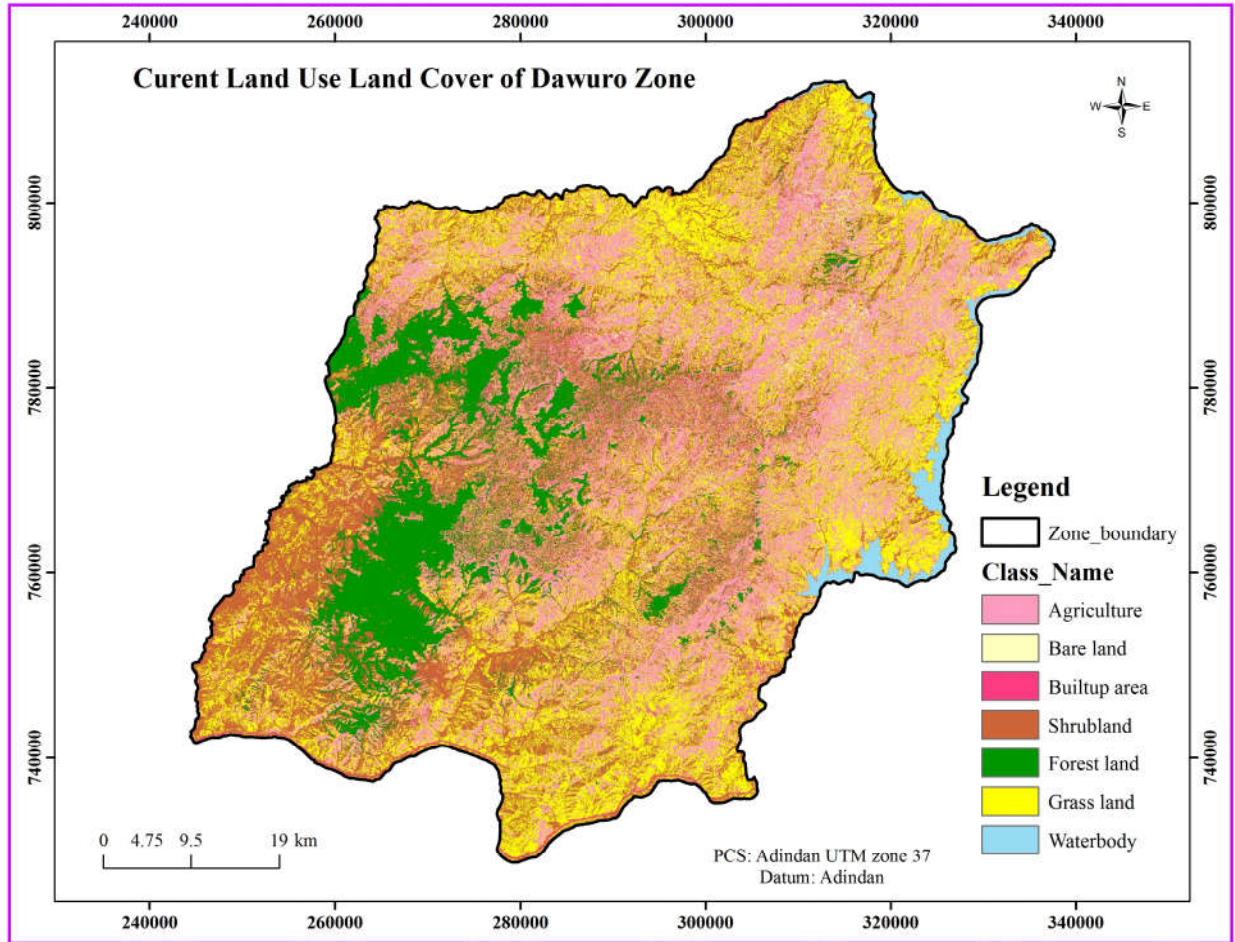 240000 260000 280000 300000 320000 340000
Curent Land Use Land Cover of Dawuro Zone
N
W E
S
800000 800000
780000 780000
760000 760000
740000 740000
Legend
Zone_boundary
Class_Name
Agriculture
Bare land
Builtup area
Shrubland
Forest land
Grass land
Waterbody
0 4.75 9.5 19 km
PCS: Adindan UTM zone 37
Datum: Adindan
240000 260000 280000 300000 320000 340000